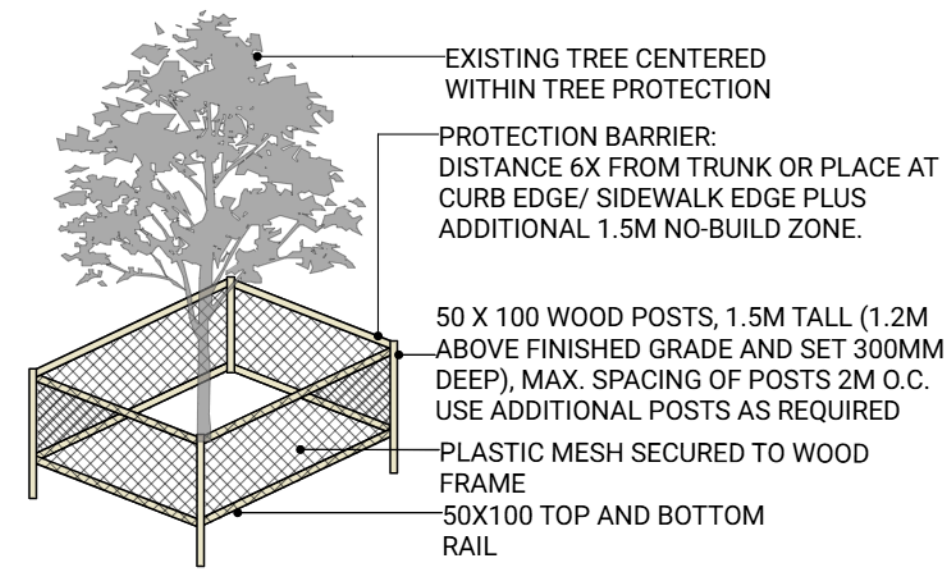 EXISTING TREE CENTERED
WITHIN TREE PROTECTION
PROTECTION BARRIER:
DISTANCE 6X FROM TRUNK OR PLACE AT
CURB EDGE/ SIDEWALK EDGE PLUS
ADDITIONAL 1.5M NO-BUILD ZONE.
50 X 100 WOOD POSTS, 1.5M TALL (1.2M
ABOVE FINISHED GRADE AND SET 300MM
DEEP), MAX. SPACING OF POSTS 2M O.C.
USE ADDITIONAL POSTS AS REQUIRED
PLASTIC MESH SECURED TO WOOD
FRAME
50X100 TOP AND BOTTOM
RAIL